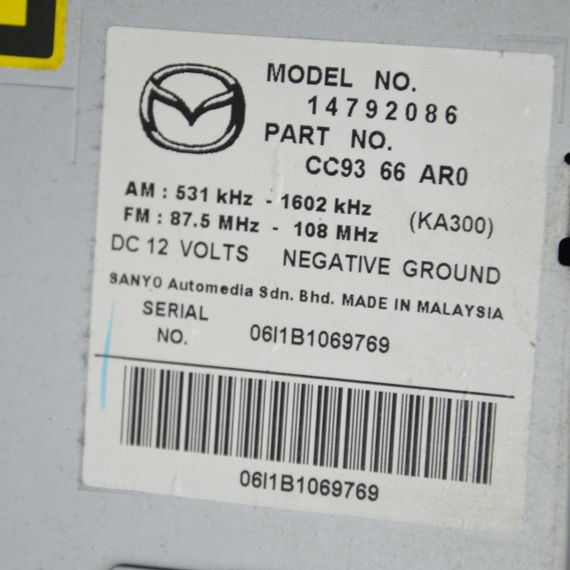 MODEL NO.
14792086
PART NO.
CC93 66 AR0
AM : 531 kHz - 1602 kHz
FM : 87.5 MHz - 108 MHz
(KA300)
DC 12 VOLTS NEGATIVE GROUND
SANYO Automedia Sdn. Bhd. MADE IN MALAYSIA
SERIAL
NO.
06I1B1069769
06I1B1069769